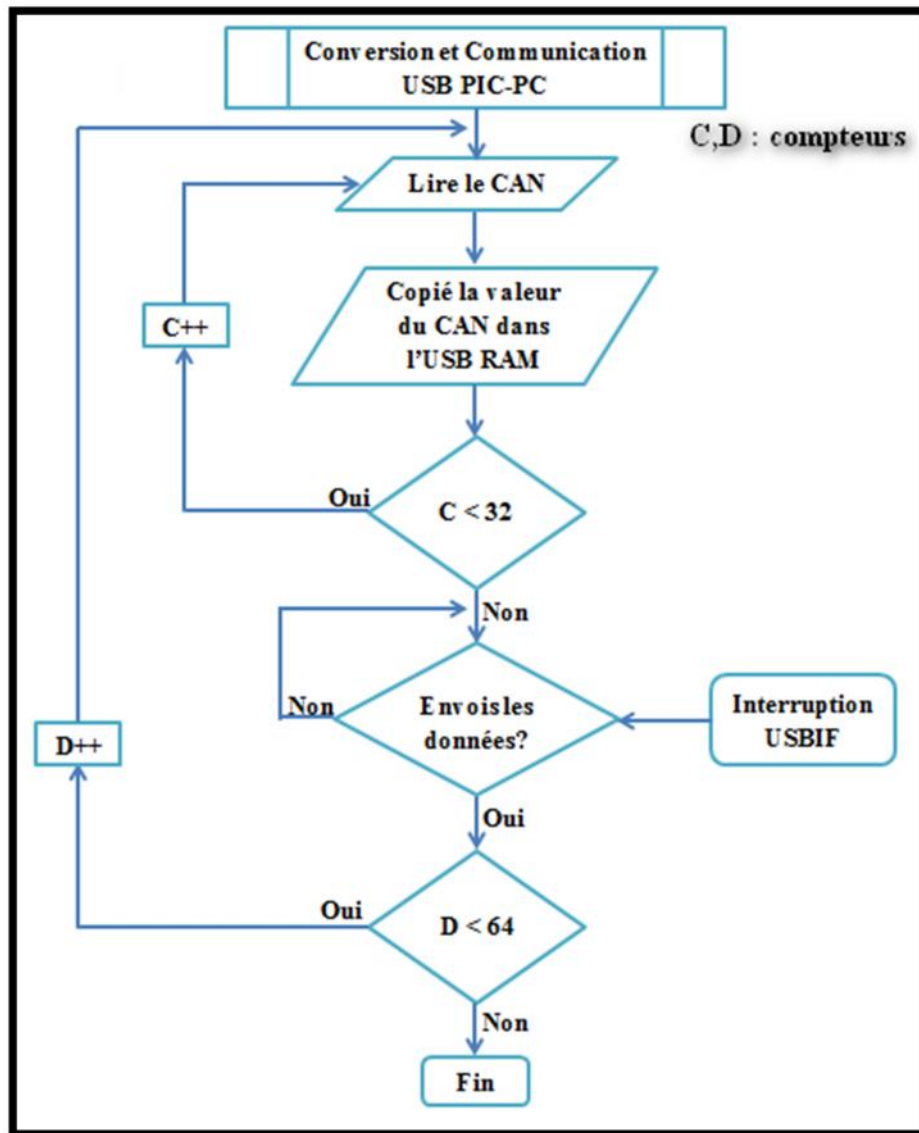 Conversion et Communication
USB PIC-PC
C,D : compteurs
Lire le CAN
Copié la valeur
du CAN dans
l'USB RAM
C++
Oui
C < 32
Non
Non
Envois les
données?
Interruption
USBIF
D++
Oui
Oui
D < 64
Non
Fin